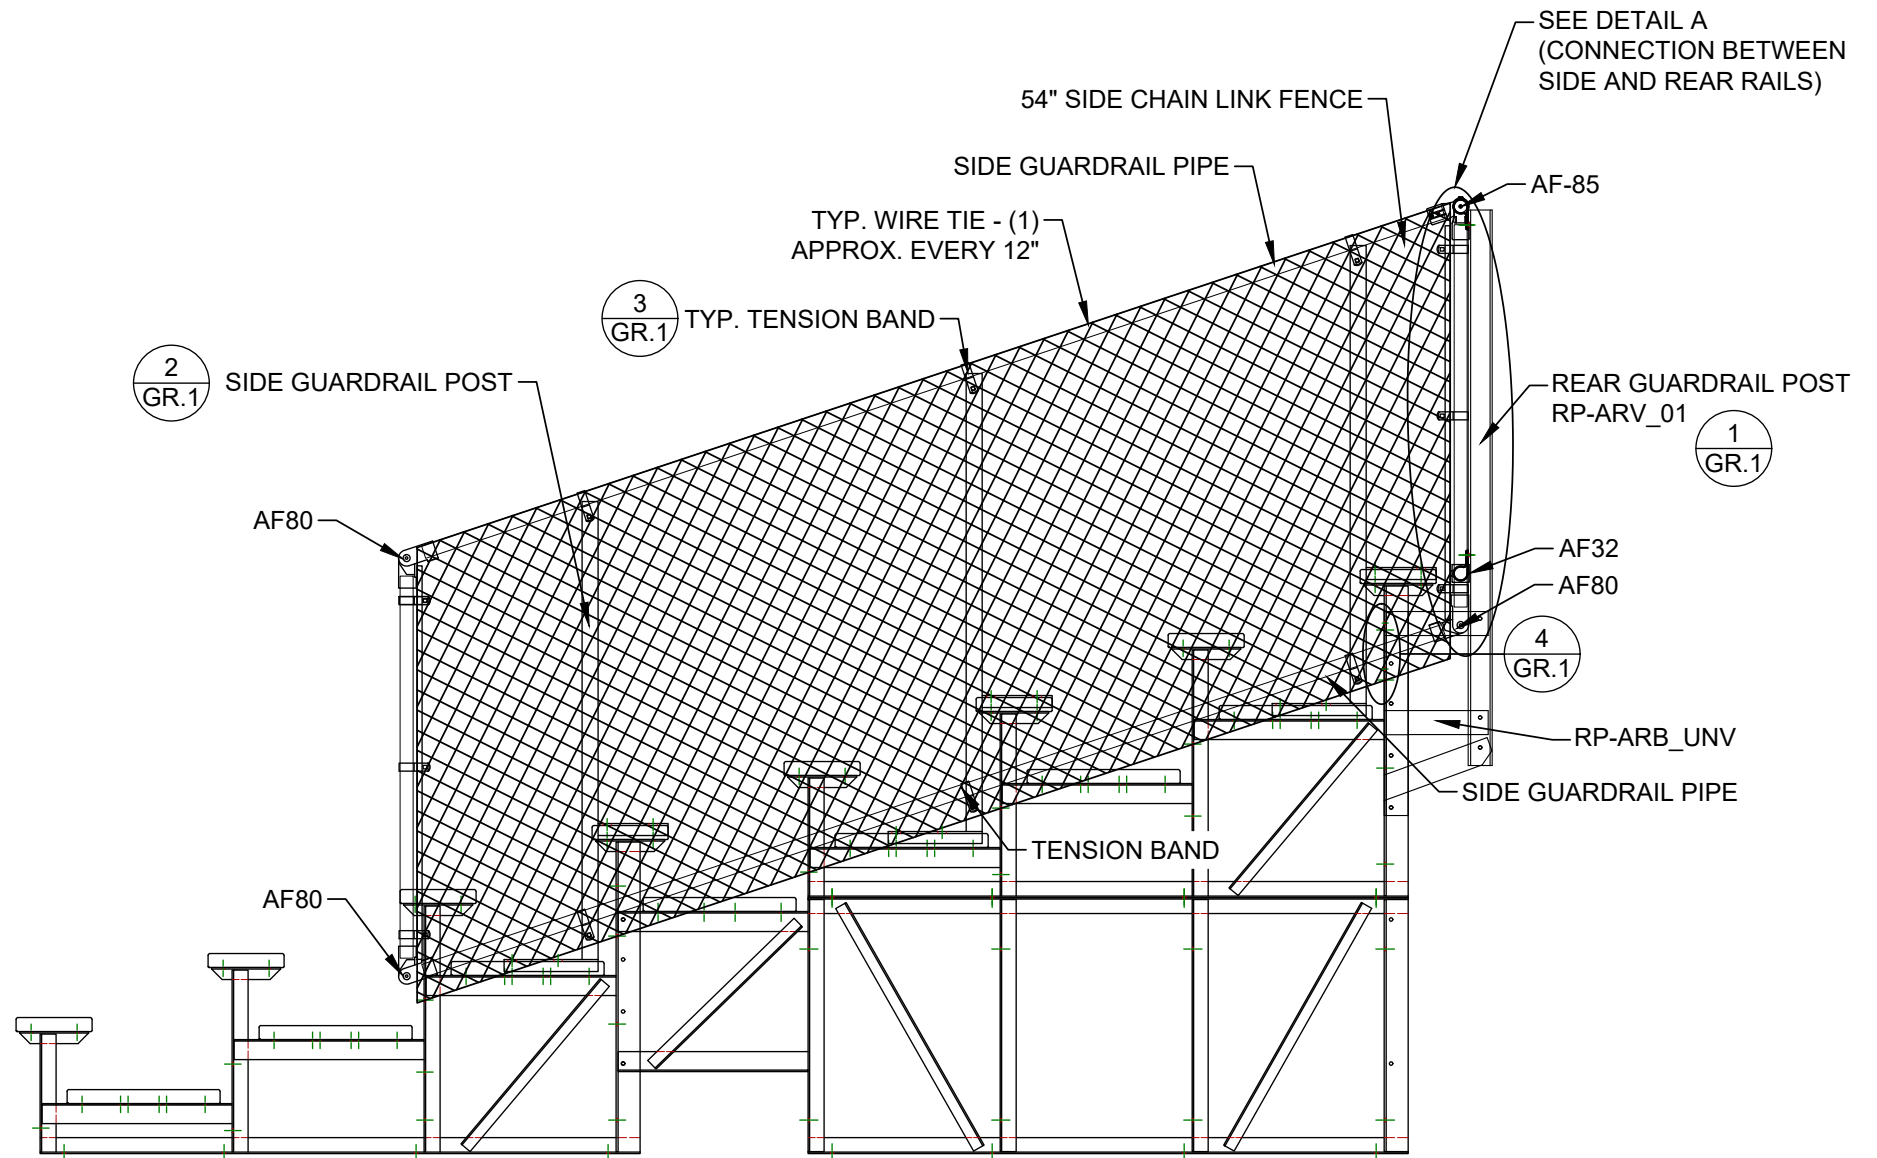 SEE DETAIL A
(CONNECTION BETWEEN
SIDE AND REAR RAILS)
54" SIDE CHAIN LINK FENCE
SIDE GUARDRAIL PIPE
AF-85
TYP. WIRE TIE - (1)
APPROX. EVERY 12"
3
GR.1
TYP. TENSION BAND
2
GR.1
SIDE GUARDRAIL POST
REAR GUARDRAIL POST
RP-ARV_01
1
GR.1
AF80
AF32
AF80
4
GR.1
RP-ARB_UNV
SIDE GUARDRAIL PIPE
TENSION BAND
AF80